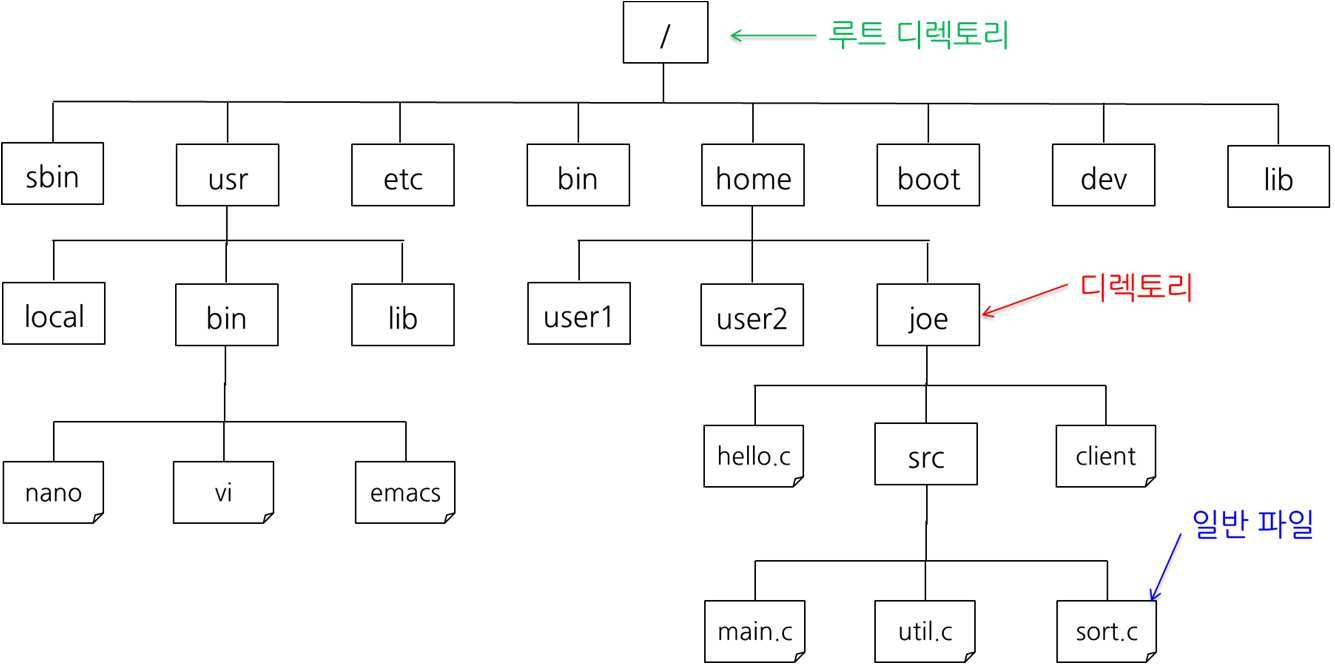 /
루트 디렉토리
sbin
usr
etc
bin
home
boot
dev
lib
local
bin
lib
user1
user2
joe
디렉토리
hello.c
src
client
nano
vi
emacs
일반 파일
main.c
util.c
sort.c